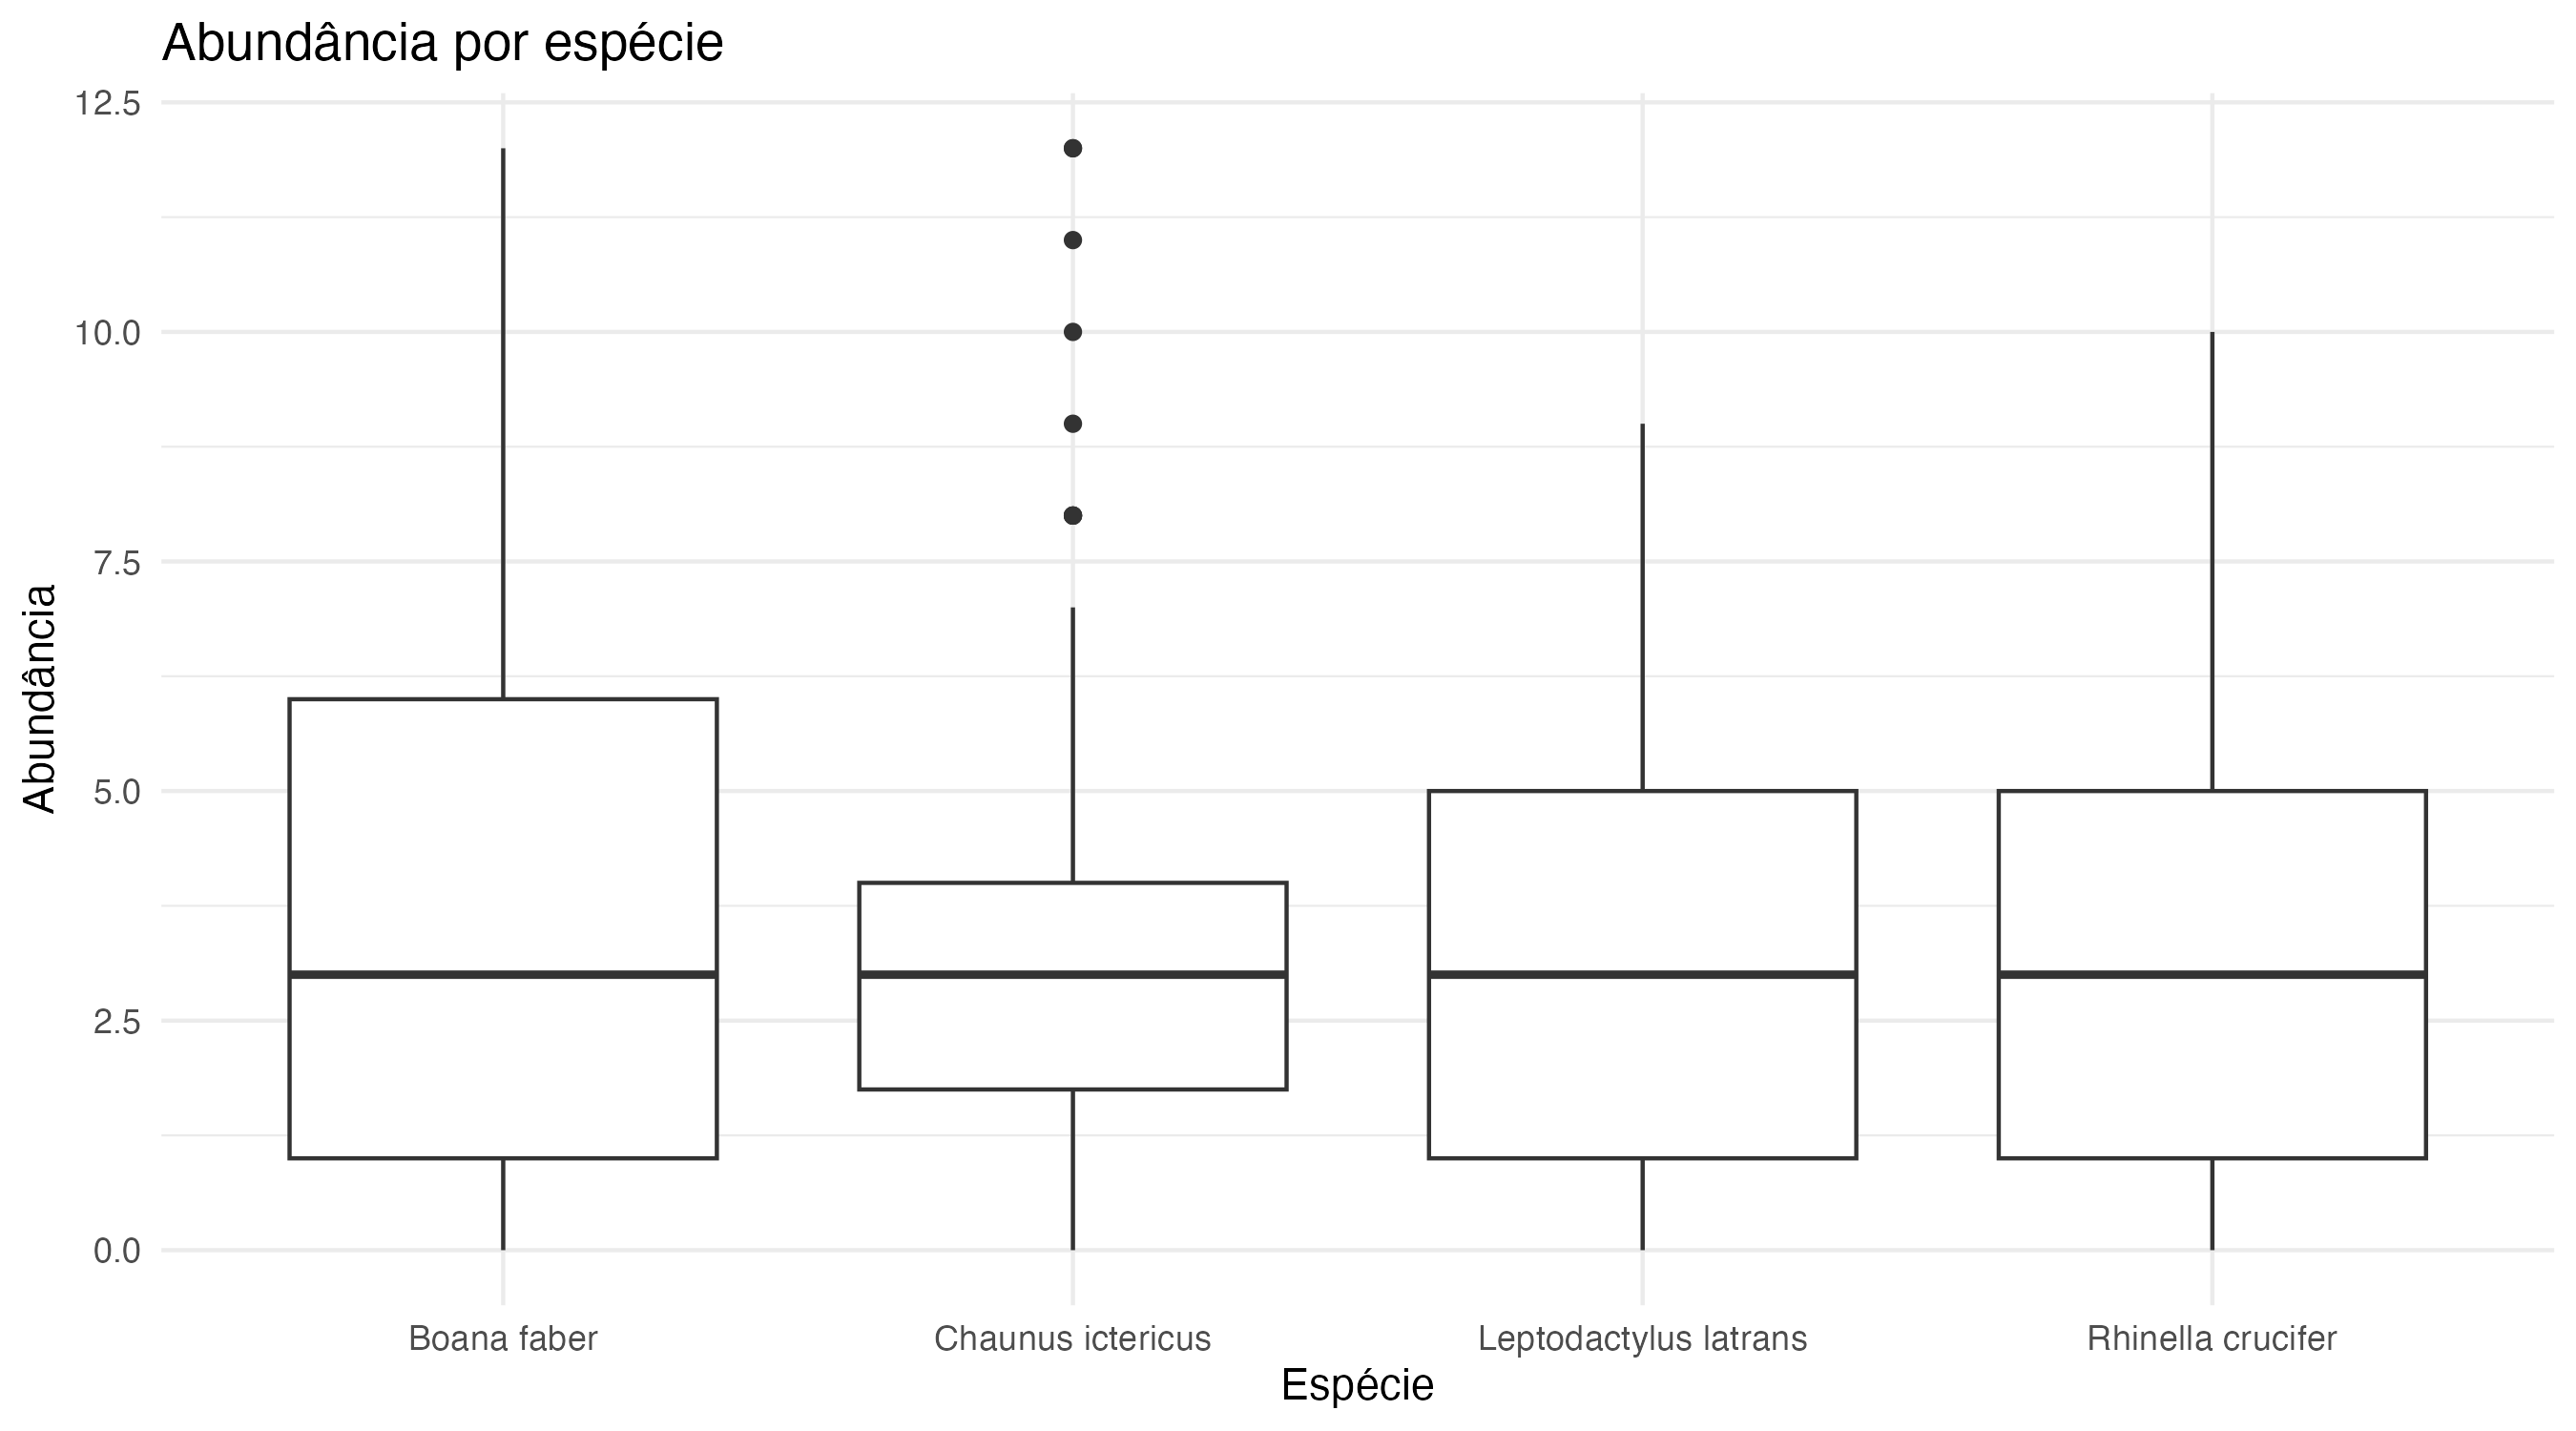 Abundância por espécie
12.5
10.0
7.5
5.0
2.5
0.0
Abundância
Boana faber
Chaunus ictericus
Leptodactylus latrans
Rhinella crucifer
Espécie